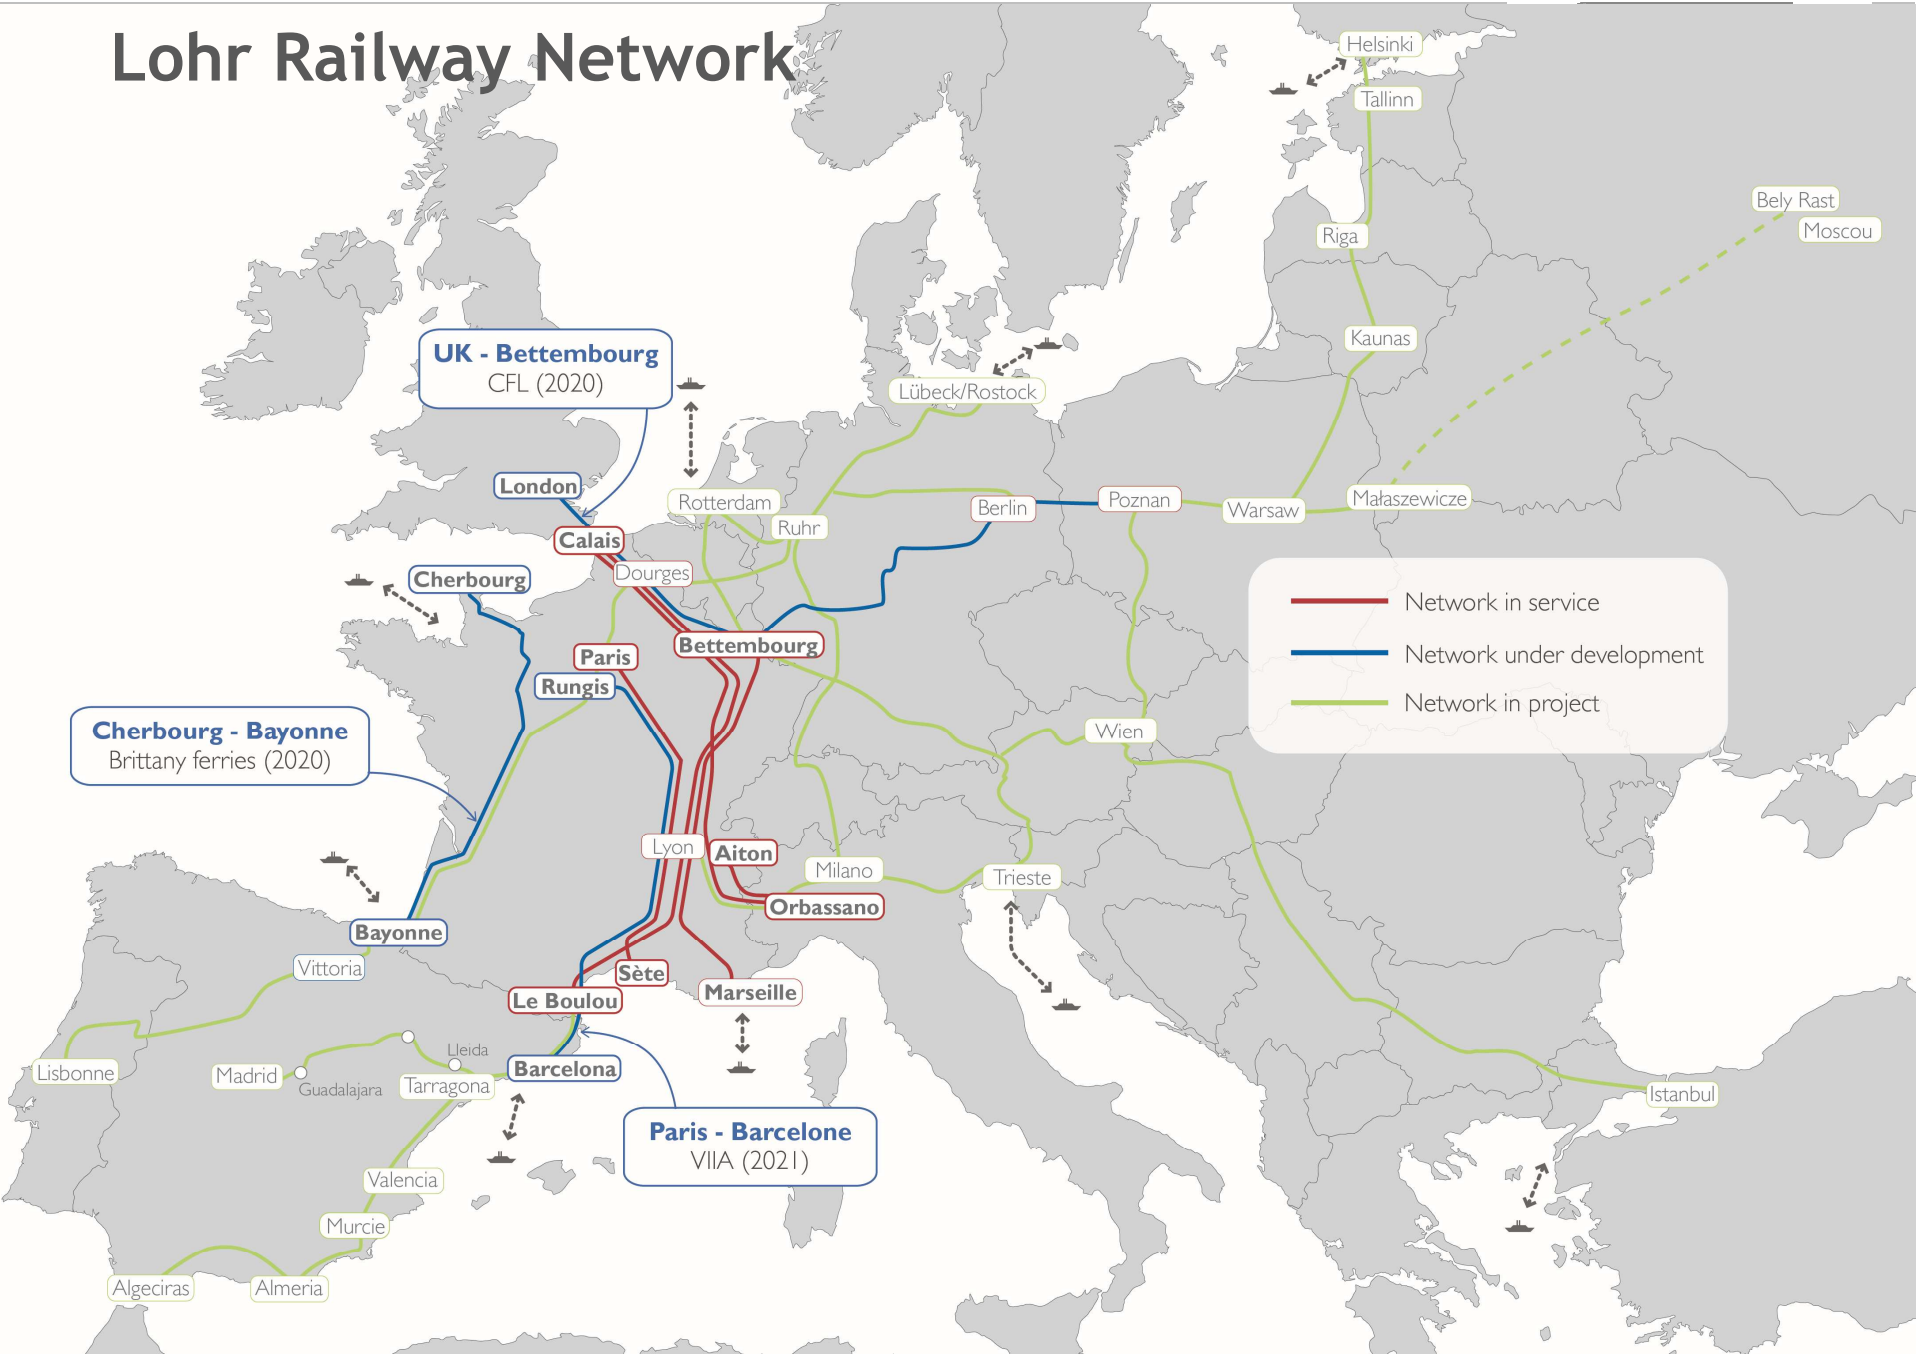 Lohr Railway Network
Helsinki
Tallinn
Bely Rast
Moscou
Riga
Kaunas
UK - Bettembourg
CFL (2020)
Lübeck/Rostock
London
Rotterdam
Ruhr
Berlin
Poznan
Warsaw
Małaszewicze
Calais
Dourges
Cherbourg
Network in service
Network under development
Network in project
Bettembourg
Paris
Rungis
Cherbourg - Bayonne
Brittany ferries (2020)
Wien
Lyon
Aiton
Milano
Trieste
Orbassano
Bayonne
Vittoria
Sète
Le Boulou
Marseille
Lleida
Lisbonne
Madrid
Guadalajara
Tarragona
Barcelona
Istanbul
Paris - Barcelone
VIIA (2021)
Valencia
Murcie
Algeciras
Almeria